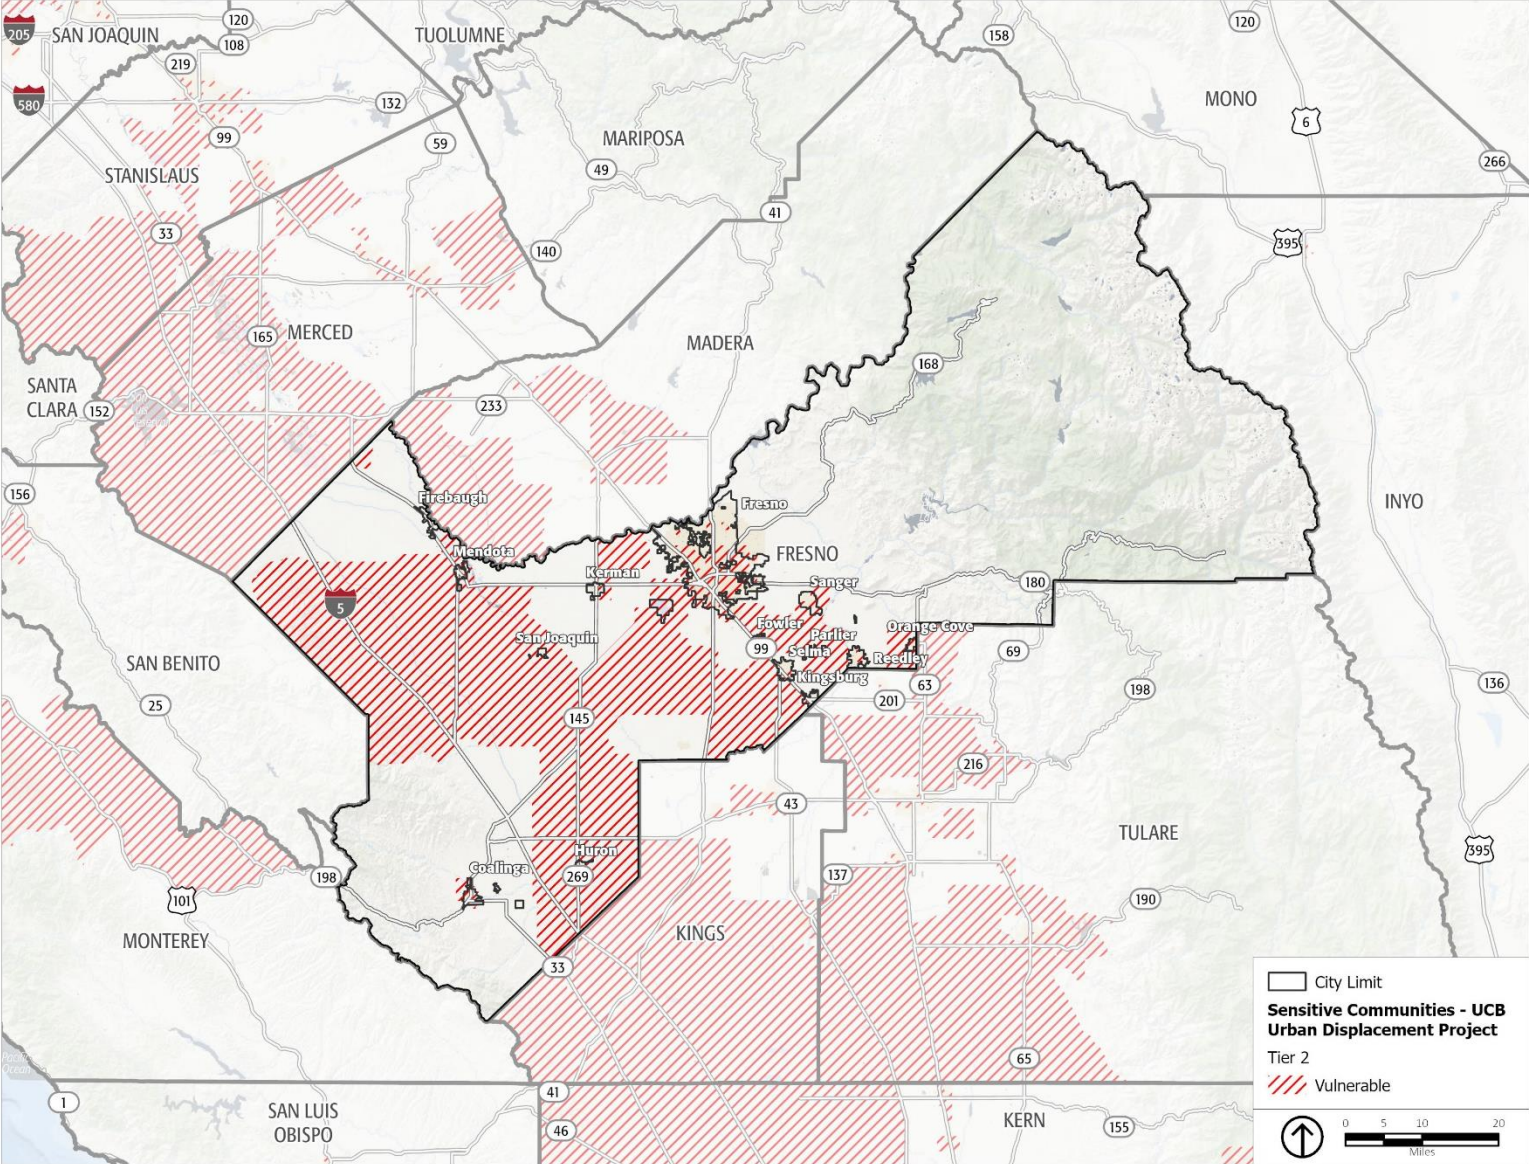 205
SAN JOAQUIN
120
108
TUOLUMNE
158
120
219
580
132
MONO
6
99
59
MARIPOSA
49
266
STANISLAUS
41
33
140
395
165
MERCED
MADERA
168
SANTA
CLARA
152
233
156
Firebaugh
Fresno
INYO
Mendota
FRESNO
Kerman
Sanger
180
5
Fowler
Orange Cove
San Joaquin
Parlier
99
Selma
Reedley
69
SAN BENITO
Kingsburg
63
198
136
25
201
145
216
43
TULARE
Huron
395
Coalinga
198
269
137
101
190
MONTEREY
KINGS
33
City Limit
Sensitive Communities - UCB
Urban Displacement Project
Tier 2
Vulnerable
Pacific
Ocean
65
1
41
SAN LUIS
OBISPO
46
KERN
155
0 5 10 20
Miles